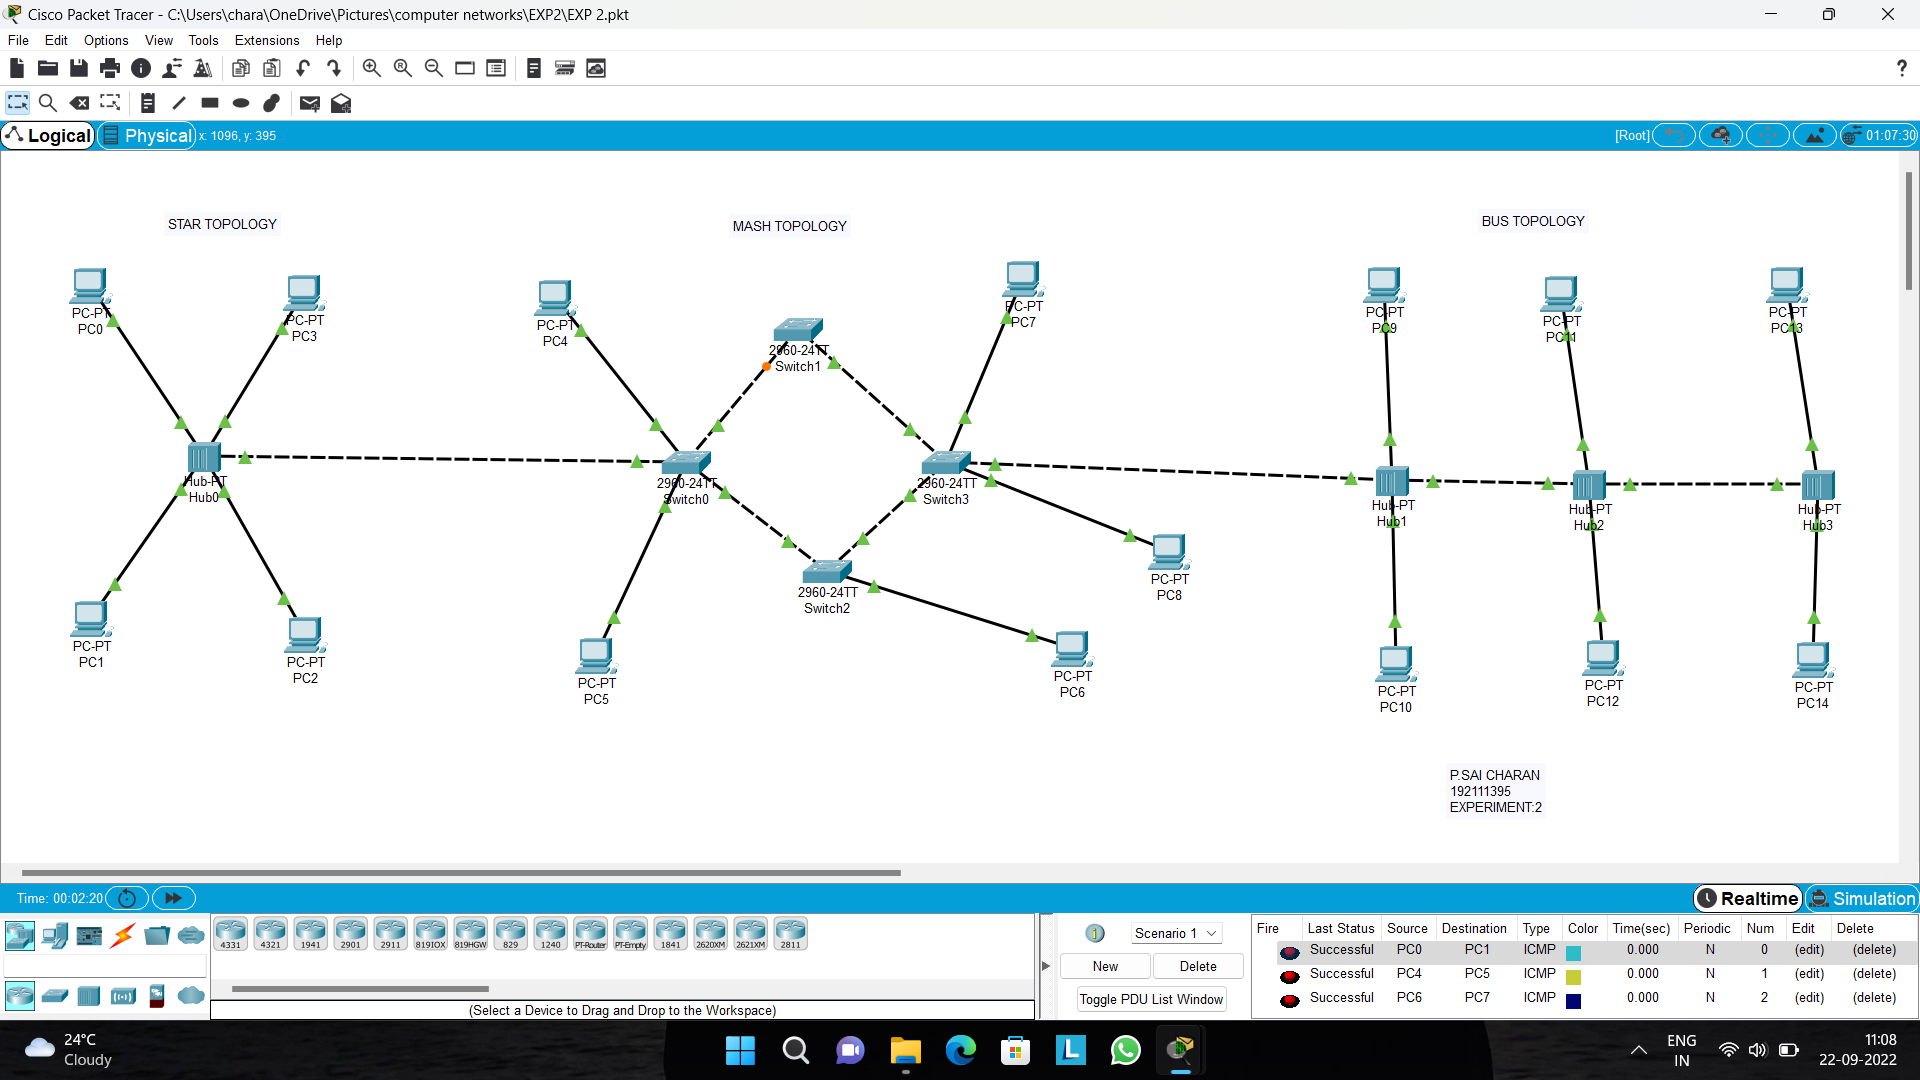 Cisco Packet Tracer - C:\Users\chara\OneDrive\Pictures\computer networks\EXP2\EXP 2.pkt
File Edit Options View Tools Extensions Help
?
Logical Physical x: 1096, y: 395 [Root] 01:07:30
STAR TOPOLOGY
MASH TOPOLOGY
BUS TOPOLOGY
PC-PT
PC0
PC-PT
PC3
PC-PT
PC4
2960-24TT
Switch1
PC-PT
PC7
PC-PT
PC9
PC-PT
PC11
PC-PT
PC13
Hub-PT
Hub0
2960-24TT
Switch0
2960-24TT
Switch3
Hub-PT
Hub1
Hub-PT
Hub2
Hub-PT
Hub3
2960-24TT
Switch2
PC-PT
PC8
PC-PT
PC1
PC-PT
PC2
PC-PT
PC5
PC-PT
PC6
PC-PT
PC10
PC-PT
PC12
PC-PT
PC14
P.SAI CHARAN
192111395
EXPERIMENT:2
Time: 00:02:20
Realtime Simulation
4331 4321 1941 2901 2911 819IOX 819HGW 829 1240 PT-Router PT-Empty 1841 2620XM 2621XM 2811
(Select a Device to Drag and Drop to the Workspace)
Scenario 1
New Delete
Toggle PDU List Window
Fire Last Status Source Destination Type Color Time(sec) Periodic Num Edit Delete
Successful PC0 PC1 ICMP 0.000 N 0 (edit) (delete)
Successful PC4 PC5 ICMP 0.000 N 1 (edit) (delete)
Successful PC6 PC7 ICMP 0.000 N 2 (edit) (delete)
24°C
Cloudy
L
ENG
IN
11:08
22-09-2022